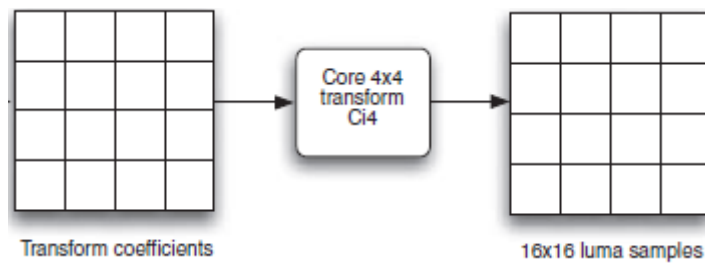 Core 4x4
transform
Ci4
Transform coefficients
16x16 luma samples